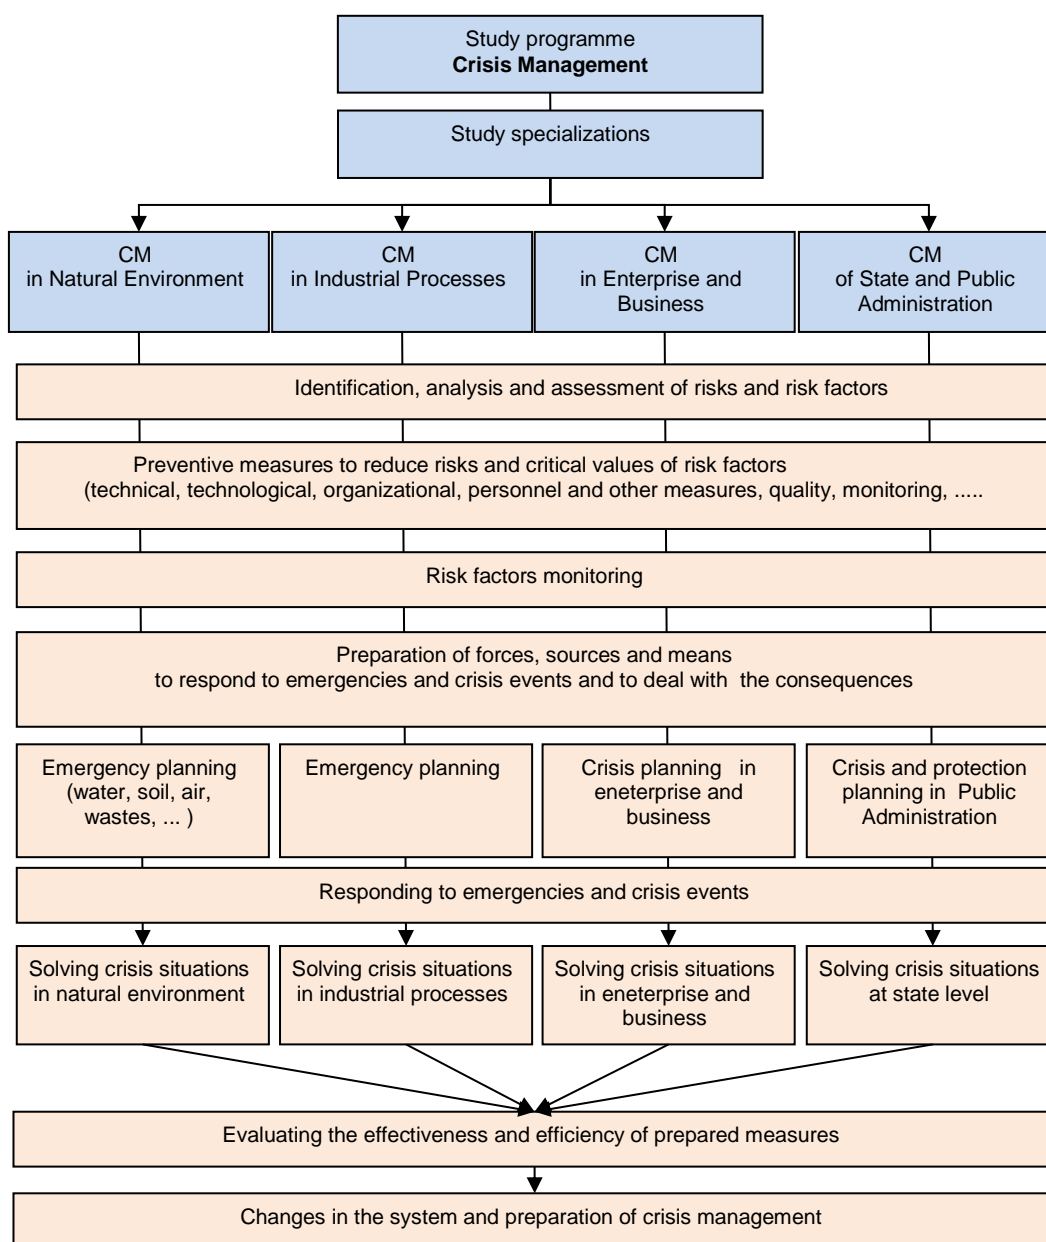 Study programme
Crisis Management
Study specializations
CM
in Natural Environment
CM
in Industrial Processes
CM
in Enterprise and
Business
CM
of State and Public
Administration
Identification, analysis and assessment of risks and risk factors
Preventive measures to reduce risks and critical values of risk factors
(technical, technological, organizational, personnel and other measures, quality, monitoring, .....
Risk factors monitoring
Preparation of forces, sources and means
to respond to emergencies and crisis events and to deal with the consequences
Emergency planning
(water, soil, air,
wastes, ... )
Emergency planning
Crisis planning in
eneterprise and
business
Crisis and protection
planning in Public
Administration
Responding to emergencies and crisis events
Solving crisis situations
in natural environment
Solving crisis situations
in industrial processes
Solving crisis situations
in eneterprise and
business
Solving crisis situations
at state level
Evaluating the effectiveness and efficiency of prepared measures
Changes in the system and preparation of crisis management